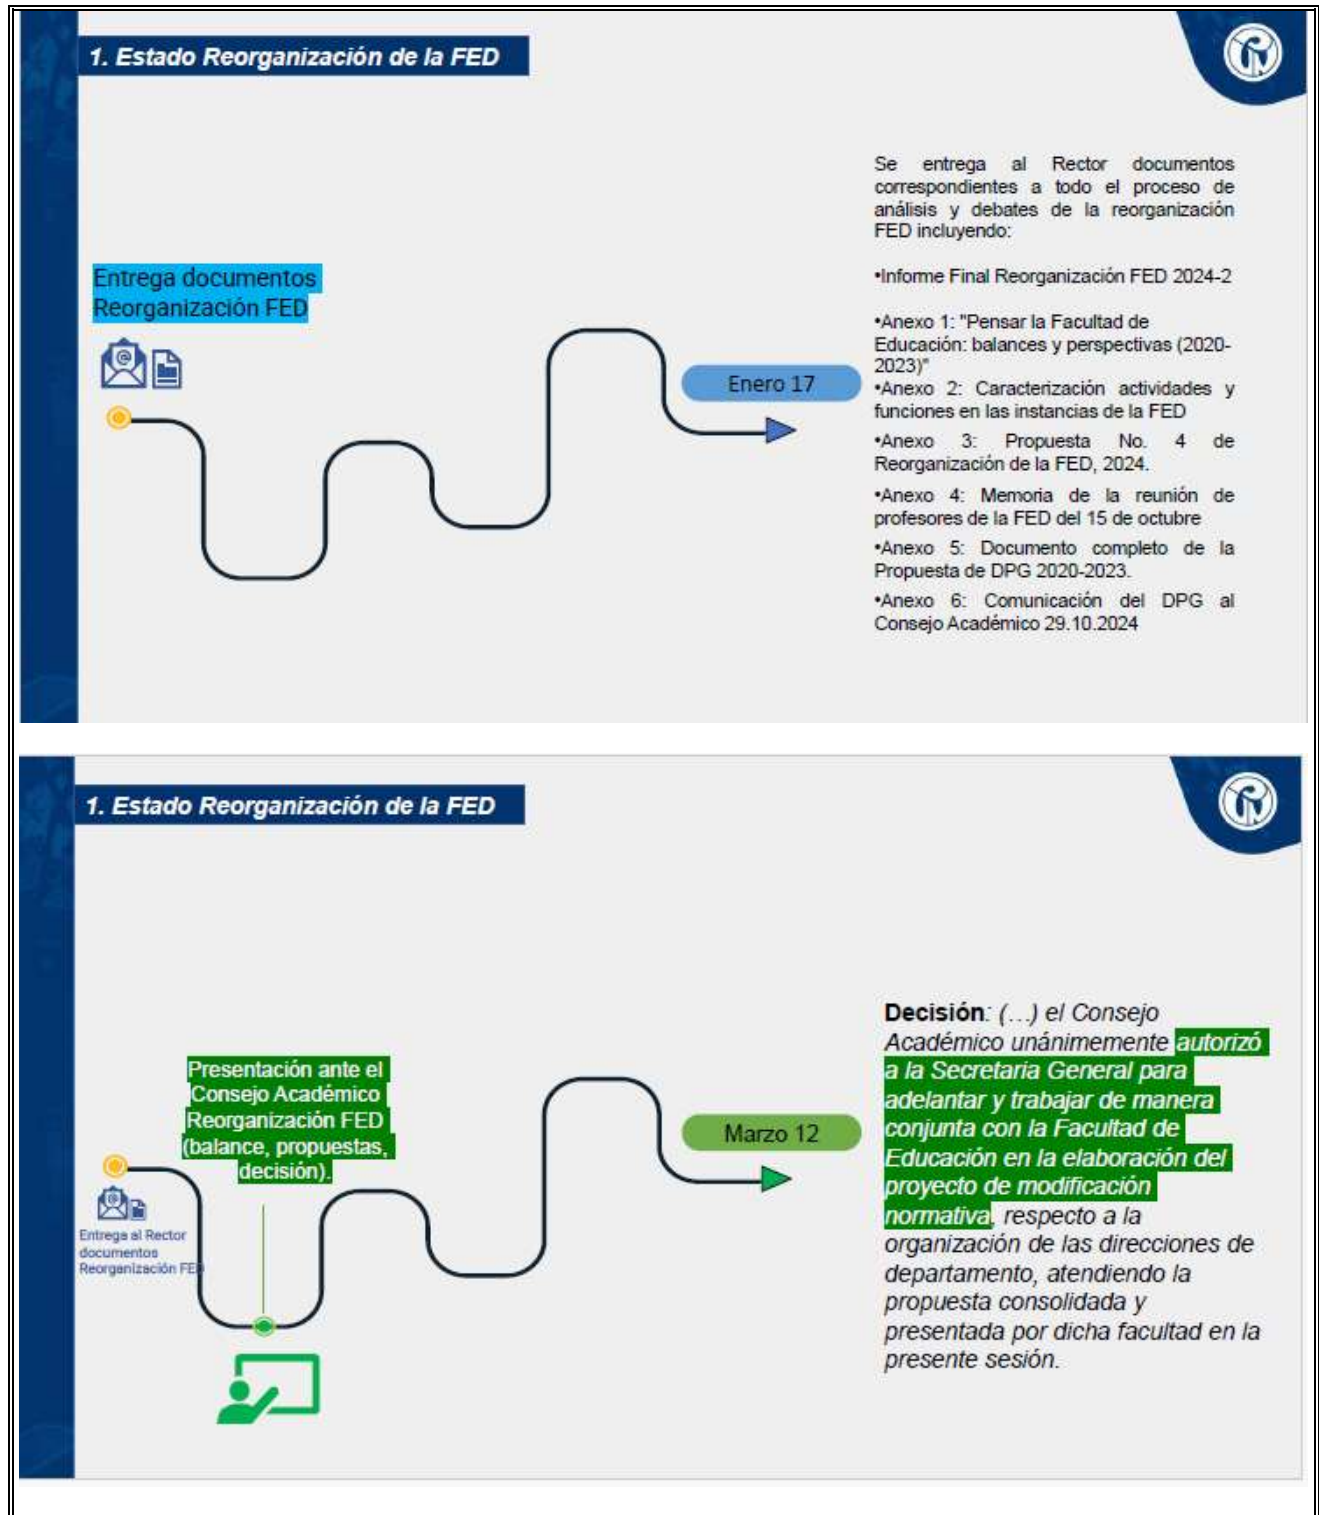 1. Estado Reorganización de la FED
Entrega documentos
Reorganización FED
Enero 17
Se entrega al Rector documentos
correspondientes a todo el proceso de
análisis y debates de la reorganización
FED incluyendo:
•Informe Final Reorganización FED 2024-2
•Anexo 1: "Pensar la Facultad de
Educación: balances y perspectivas (2020-
2023)"
•Anexo 2: Caracterización actividades y
funciones en las instancias de la FED
•Anexo 3: Propuesta No. 4 de
Reorganización de la FED, 2024.
•Anexo 4: Memoria de la reunión de
profesores de la FED del 15 de octubre
•Anexo 5: Documento completo de la
Propuesta de DPG 2020-2023.
•Anexo 6: Comunicación del DPG al
Consejo Académico 29.10.2024
1. Estado Reorganización de la FED
Presentación ante el
Consejo Académico
Reorganización FED
(balance, propuestas,
decisión).
Entrega al Rector
documentos
Reorganización FED
Marzo 12
Decisión: (…) el Consejo
Académico unánimemente autorizó
a la Secretaria General para
adelantar y trabajar de manera
conjunta con la Facultad de
Educación en la elaboración del
proyecto de modificación
normativa, respecto a la
organización de las direcciones de
departamento, atendiendo la
propuesta consolidada y
presentada por dicha facultad en la
presente sesión.